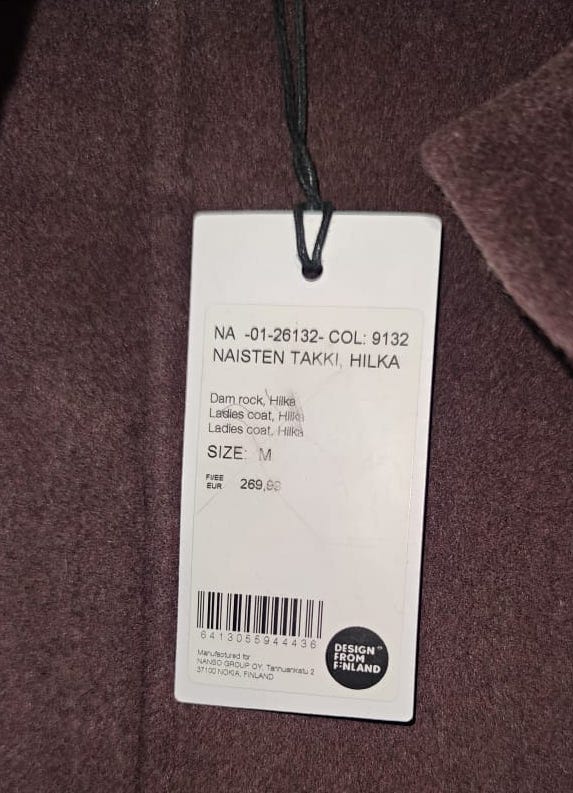 NA -01-26132- COL: 9132
NAISTEN TAKKI, HILKA
Dam rock, Hilka
Ladies coat, Hilka
Ladies coat, Hilka
SIZE: M
FI/EE
EUR 269,99
6413055944436
Manufactured for
NANSO GROUP OY, Tannuankatu 2
37100 NOKIA, FINLAND
DESIGN
FROM
FINLAND